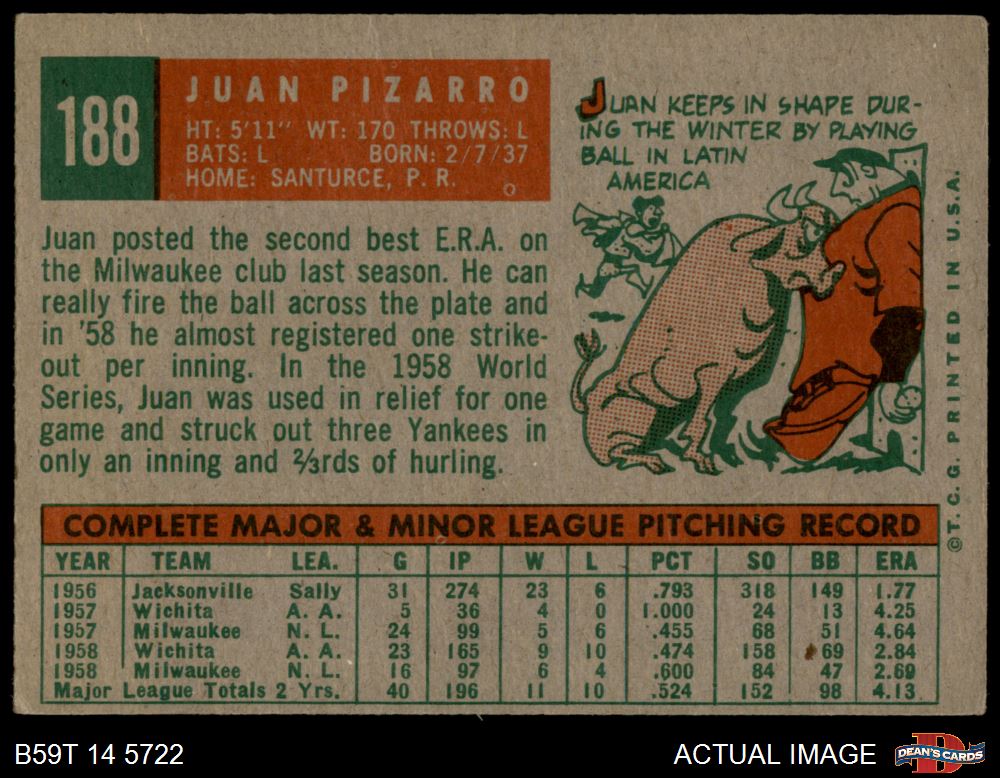 188
JUAN PIZARRO
HT: 5'11" WT: 170 THROWS: L
BATS: L BORN: 2/7/37
HOME: SANTURCE, P. R.
JUAN KEEPS IN SHAPE DUR-
ING THE WINTER BY PLAYING
BALL IN LATIN
AMERICA
Juan posted the second best E.R.A. on
the Milwaukee club last season. He can
really fire the ball across the plate and
in '58 he almost registered one strike-
out per inning. In the 1958 World
Series, Juan was used in relief for one
game and struck out three Yankees in
only an inning and ⅔rds of hurling.
©T. C. G. PRINTED IN U.S.A.
COMPLETE MAJOR & MINOR LEAGUE PITCHING RECORD
YEAR TEAM LEA. G IP W L PCT SO BB ERA
1956 Jacksonville Sally 31 274 23 6 .793 318 149 1.77
1957 Wichita A. A. 5 36 4 0 1.000 24 13 4.25
1957 Milwaukee N. L. 24 99 5 6 .455 68 51 4.64
1958 Wichita A. A. 23 165 9 10 .474 158 69 2.84
1958 Milwaukee N. L. 16 97 6 4 .600 84 47 2.69
Major League Totals 2 Yrs. 40 196 11 10 .524 152 98 4.13
B59T 14 5722
ACTUAL IMAGE
DEAN'S CARDS